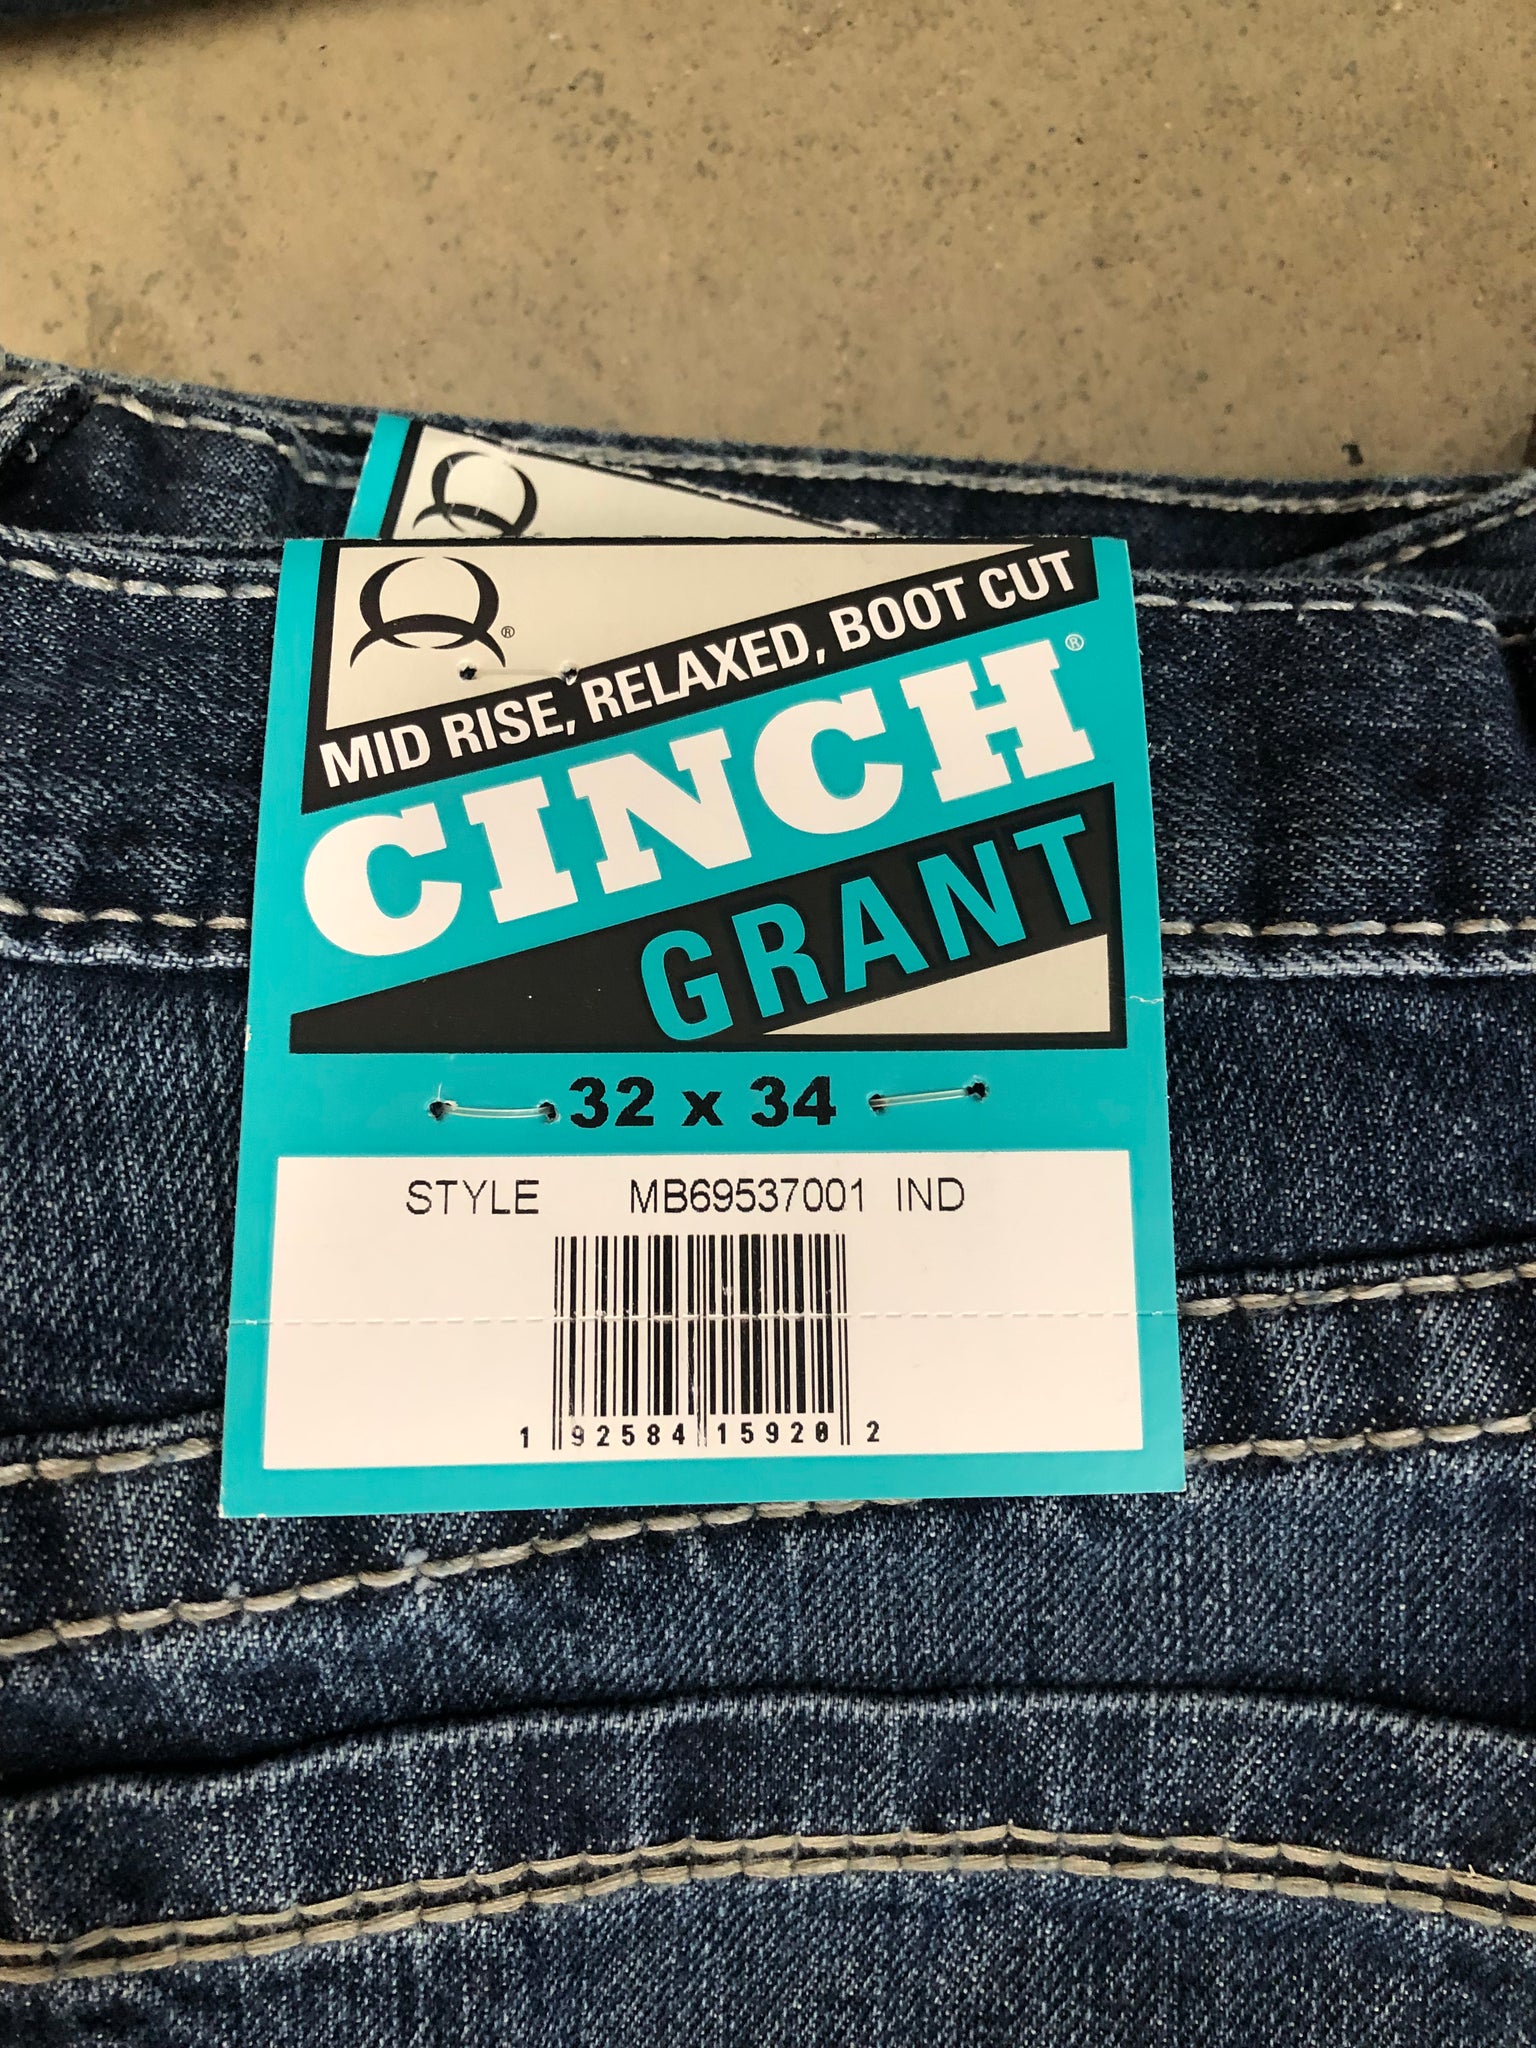 ®
MID RISE, RELAXED, BOOT CUT
CINCH®
GRANT
32 x 34
STYLE MB69537001 IND
1 92584 15920 2